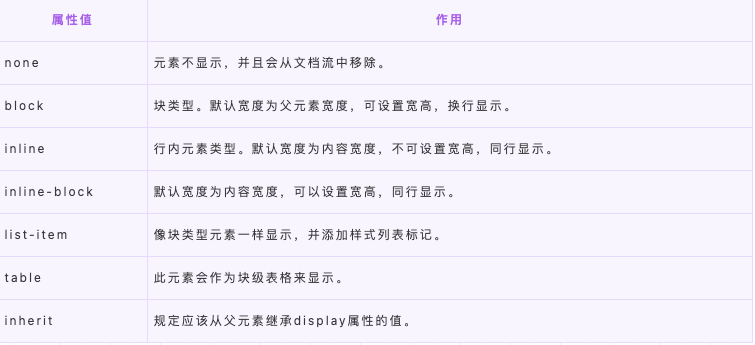 属性值 作用
none 元素不显示，并且会从文档流中移除。
block 块类型。默认宽度为父元素宽度，可设置宽高，换行显示。
inline 行内元素类型。默认宽度为内容宽度，不可设置宽高，同行显示。
inline-block 默认宽度为内容宽度，可以设置宽高，同行显示。
list-item 像块类型元素一样显示，并添加样式列表标记。
table 此元素会作为块级表格来显示。
inherit 规定应该从父元素继承display属性的值。